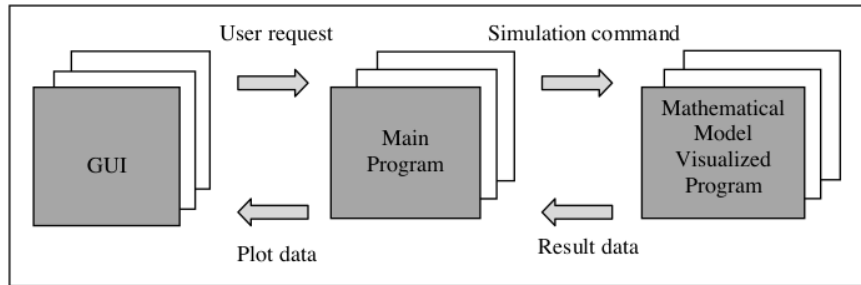 User request
Simulation command
GUI
Main
Program
Mathematical
Model
Visualized
Program
Plot data
Result data